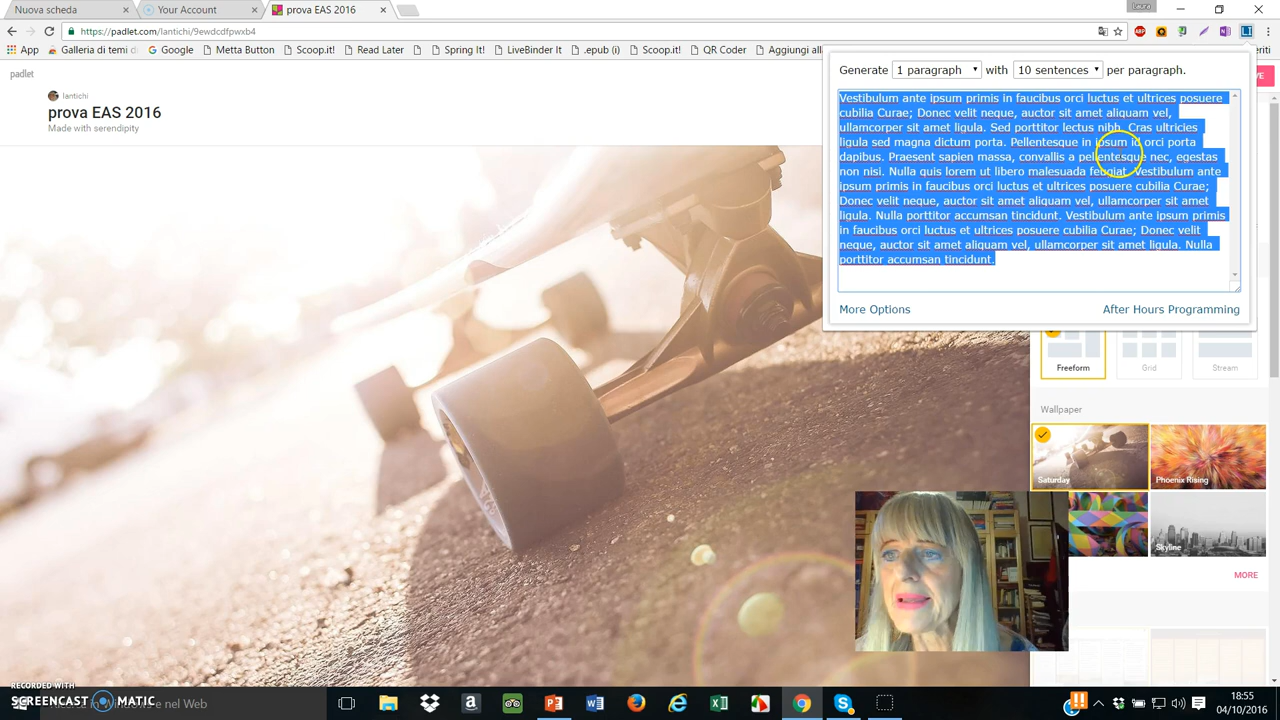 Nuova scheda
Your Account
prova EAS 2016
laura
https://padlet.com/lantichi/9ewdcdfpwxb4
App
Galleria di temi d
Google
Metta Button
Scoop.it!
Read Later
Spring It!
LiveBinder It
.epub (i)
Scoop.it!
QR Coder
Aggiungi all
eriti
padlet
lantichi
prova EAS 2016
Made with serendipity
VE
Generate 1 paragraph with 10 sentences per paragraph.
Vestibulum ante ipsum primis in faucibus orci luctus et ultrices posuere
cubilia Curae; Donec velit neque, auctor sit amet aliquam vel,
ullamcorper sit amet ligula. Sed porttitor lectus nibh. Cras ultricies
ligula sed magna dictum porta. Pellentesque in ipsum id orci porta
dapibus. Praesent sapien massa, convallis a pellentesque nec, egestas
non nisi. Nulla quis lorem ut libero malesuada feugiat. Vestibulum ante
ipsum primis in faucibus orci luctus et ultrices posuere cubilia Curae;
Donec velit neque, auctor sit amet aliquam vel, ullamcorper sit amet
ligula. Nulla porttitor accumsan tincidunt. Vestibulum ante ipsum primis
in faucibus orci luctus et ultrices posuere cubilia Curae; Donec velit
neque, auctor sit amet aliquam vel, ullamcorper sit amet ligula. Nulla
porttitor accumsan tincidunt.
More Options
After Hours Programming
Freeform
Grid
Stream
Wallpaper
Saturday
Phoenix Rising
Skyline
MORE
RECORDED WITH
SCREENCAST MATIC
nel Web
18:55
04/10/2016